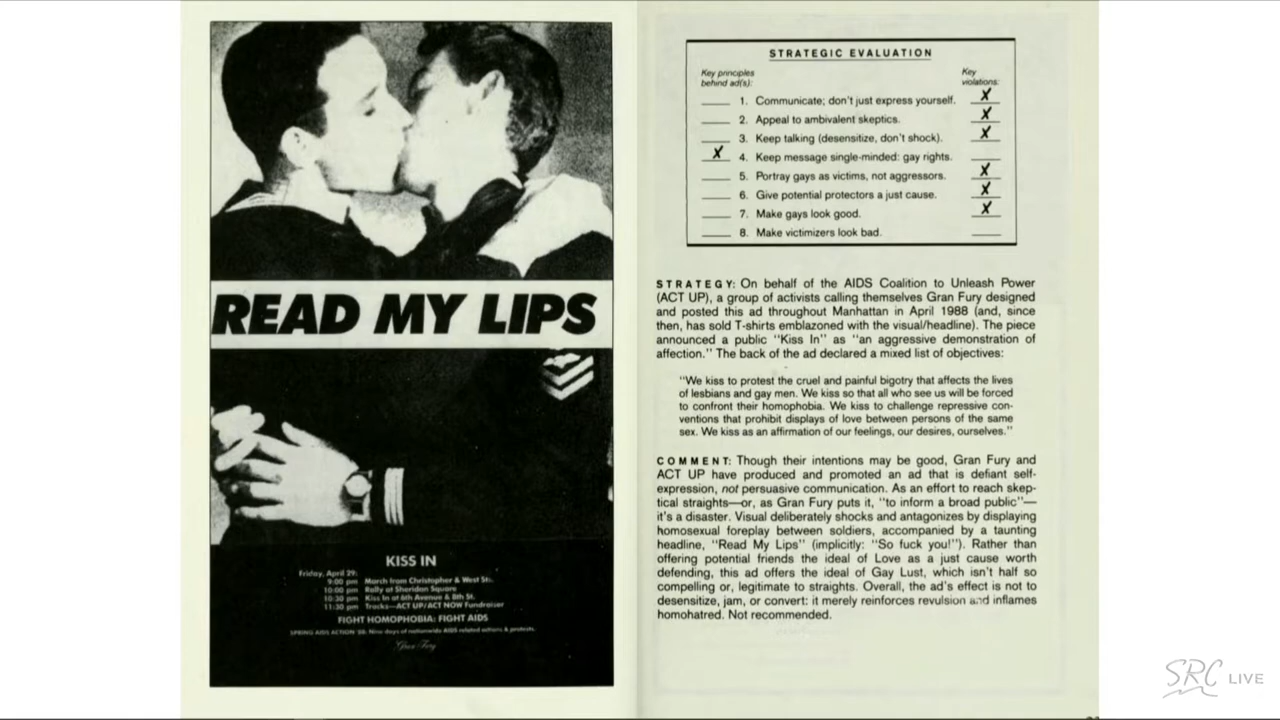 READ MY LIPS
KISS IN
Friday, April 29:
9:00 pm March from Christopher & West Sts.
10:00 pm Rally at Sheridan Square
10:30 pm Kiss In at 6th Avenue & 8th St.
11:30 pm Tracks—ACT UP/ACT NOW Fundraiser
FIGHT HOMOPHOBIA: FIGHT AIDS
SPRING AIDS ACTION '88: Nine days of nationwide AIDS related actions & protests.
Gran Fury
STRATEGIC EVALUATION
Key principles behind ad(s):
Key violations:
1. Communicate; don't just express yourself. X
2. Appeal to ambivalent skeptics. X
3. Keep talking (desensitize, don't shock). X
X 4. Keep message single-minded: gay rights.
5. Portray gays as victims, not aggressors. X
6. Give potential protectors a just cause. X
7. Make gays look good. X
8. Make victimizers look bad.
STRATEGY: On behalf of the AIDS Coalition to Unleash Power
(ACT UP), a group of activists calling themselves Gran Fury designed
and posted this ad throughout Manhattan in April 1988 (and, since
then, has sold T-shirts emblazoned with the visual/headline). The piece
announced a public "Kiss In" as "an aggressive demonstration of
affection." The back of the ad declared a mixed list of objectives:
"We kiss to protest the cruel and painful bigotry that affects the lives
of lesbians and gay men. We kiss so that all who see us will be forced
to confront their homophobia. We kiss to challenge repressive con-
ventions that prohibit displays of love between persons of the same
sex. We kiss as an affirmation of our feelings, our desires, ourselves."
COMMENT: Though their intentions may be good, Gran Fury and
ACT UP have produced and promoted an ad that is defiant self-
expression, not persuasive communication. As an effort to reach skep-
tical straights—or, as Gran Fury puts it, "to inform a broad public"—
it's a disaster. Visual deliberately shocks and antagonizes by displaying
homosexual foreplay between soldiers, accompanied by a taunting
headline, "Read My Lips" (implicitly: "So fuck you!"). Rather than
offering potential friends the ideal of Love as a just cause worth
defending, this ad offers the ideal of Gay Lust, which isn't half so
compelling or, legitimate to straights. Overall, the ad's effect is not to
desensitize, jam, or convert: it merely reinforces revulsion and inflames
homohatred. Not recommended.
SRC LIVE